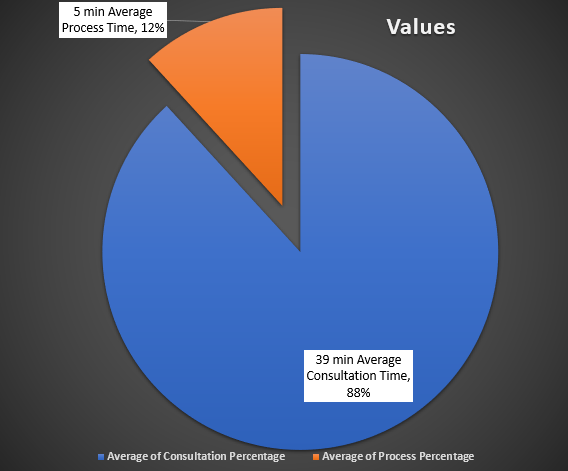 5 min Average
Process Time, 12%
Values
39 min Average
Consultation Time,
88%
Average of Consultation Percentage
Average of Process Percentage